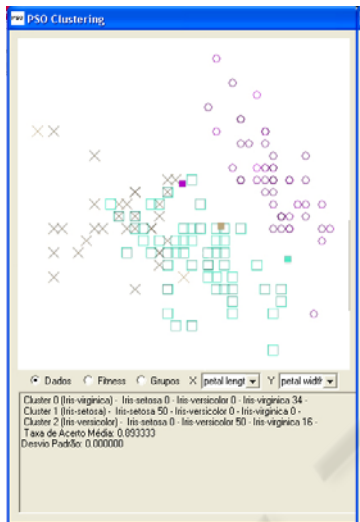 PSO PSO Clustering
Dados Fitness Grupos X petal lengt Y petal width
Cluster 0 (Iris-virginica) - Iris-setosa 0 - Iris-versicolor 0 - Iris-virginica 34 -
Cluster 1 (Iris-setosa) - Iris-setosa 50 - Iris-versicolor 0 - Iris-virginica 0 -
Cluster 2 (Iris-versicolor) - Iris-setosa 0 - Iris-versicolor 50 - Iris-virginica 16 -
Taxa de Acerto Média: 0.893333
Desvio Padrão: 0.000000